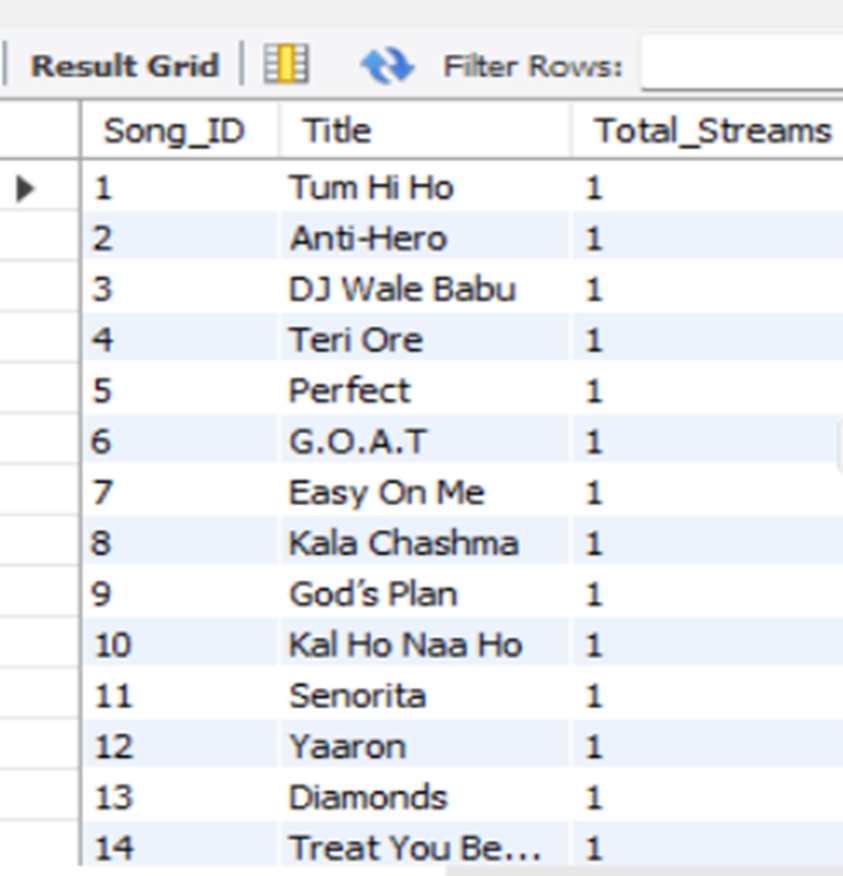 Result Grid Filter Rows:
Song_ID Title Total_Streams
1 Tum Hi Ho 1
2 Anti-Hero 1
3 DJ Wale Babu 1
4 Teri Ore 1
5 Perfect 1
6 G.O.A.T 1
7 Easy On Me 1
8 Kala Chashma 1
9 God’s Plan 1
10 Kal Ho Naa Ho 1
11 Senorita 1
12 Yaaron 1
13 Diamonds 1
14 Treat You Be... 1